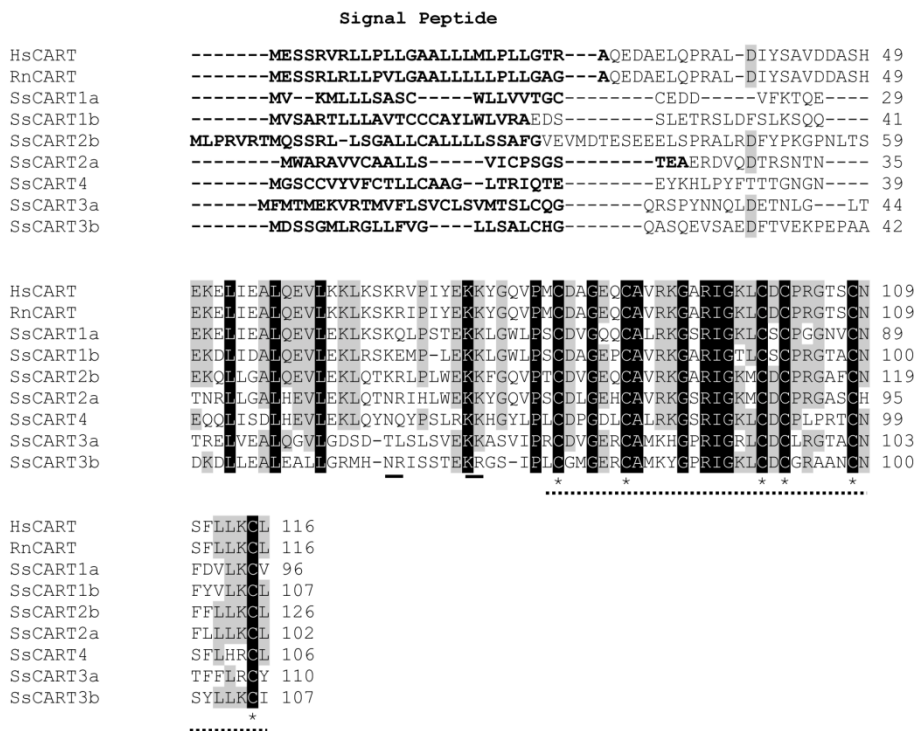 Signal Peptide
HsCART -------MESSRVRLLPLLGAALLLMLPLLGTR---AQEDAELQPRAL-DIYSAVDDASH 49
RnCART -------MESSRLRLLPVLGAALLLLLPLLGAG---AQEDAELQPRAL-DIYSAVDDASH 49
SsCART1a -------MV--KMLLLSASC-----WLLVVTGC--------CEDD----VFKTQE---- 29
SsCART1b -------MVSARTLLLAVTCCCAYLWLVRAEDS--------SLETRSLDFSLKSQQ---- 41
SsCART2b MLPRVRTMQSSRL-LSGALLCALLLLSSAFGVEVMDTESEEELSPRALRDFYPKGPNLTS 59
SsCART2a --------MWARAVVCAALLS-----VICPSGS--------TEAERDVQDTRSNTN---- 35
SsCART4 -------MGSCCVYVFCTLLCAAG--LTRIQTE--------EYKHLPYFTTTGNGN---- 39
SsCART3a ------MFMTMEKVRTMVFLSVCLSVMTSLCQG-------QRSPYNNQLDETNLG---LT 44
SsCART3b -------MDSSGMLRGLLFVG----LLSALCHG-------QASQEVSAEDFTVEKPEPAA 42
HsCART EKELIEALQEVLKKLKSKRVPIYEKKYGQVPMCDAGEQCAVRKGARIGKLCDCPRGTSCN 109
RnCART EKELIEALQEVLKKLKSKRIPIYEKKYGQVPMCDAGEQCAVRKGARIGKLCDCPRGTSCN 109
SsCART1a EKELIEALQEVLEKLKSKQLPSTEKKLGWLPSCDVGQQCALRKGARIGKLCSCPGGNVCN 89
SsCART1b EKDLIDALQEVLEKLRSKEMP-LEKKLGWLPSCDAGEPCAVRKGARIGTLCSCPRGTACN 100
SsCART2b EKQLLGALQEVLEKLQTKRLPLWEKKFGQVPTCDVGEQCAVRKGARIGKMCDCPRGAFCN 119
SsCART2a TNRLLGALHEVLEKLQTNRIHLWEKKFGQVPTCDLGEHCAVRKGSRIGKMCDCPRGASCH 95
SsCART4 EQQLISDLHEVLEKLQYNQYPSLRKKHGYLPLCDPGDLCALRKGSRIGKLCDCPLPRTCN 99
SsCART3a TRELVEALQGVLGDSD-TLSLSVEKKASVIPRCDVGERCAMKHGPRIGRLCDCLRGTACN 103
SsCART3b DKDLLEALEALLGRMH-NRISSTEKRGS-IPLCGMGERCAMKYGPRIGKLCDCGRAANCN 100
* * * * *
HsCART SFLLKCL 116
RnCART SFLLKCL 116
SsCART1a FDVLKCV 96
SsCART1b FYVLKCL 107
SsCART2b FFLLKCL 126
SsCART2a FLLLKCL 102
SsCART4 SFLHRCL 106
SsCART3a TFFLRCY 110
SsCART3b SYLLKCI 107
*